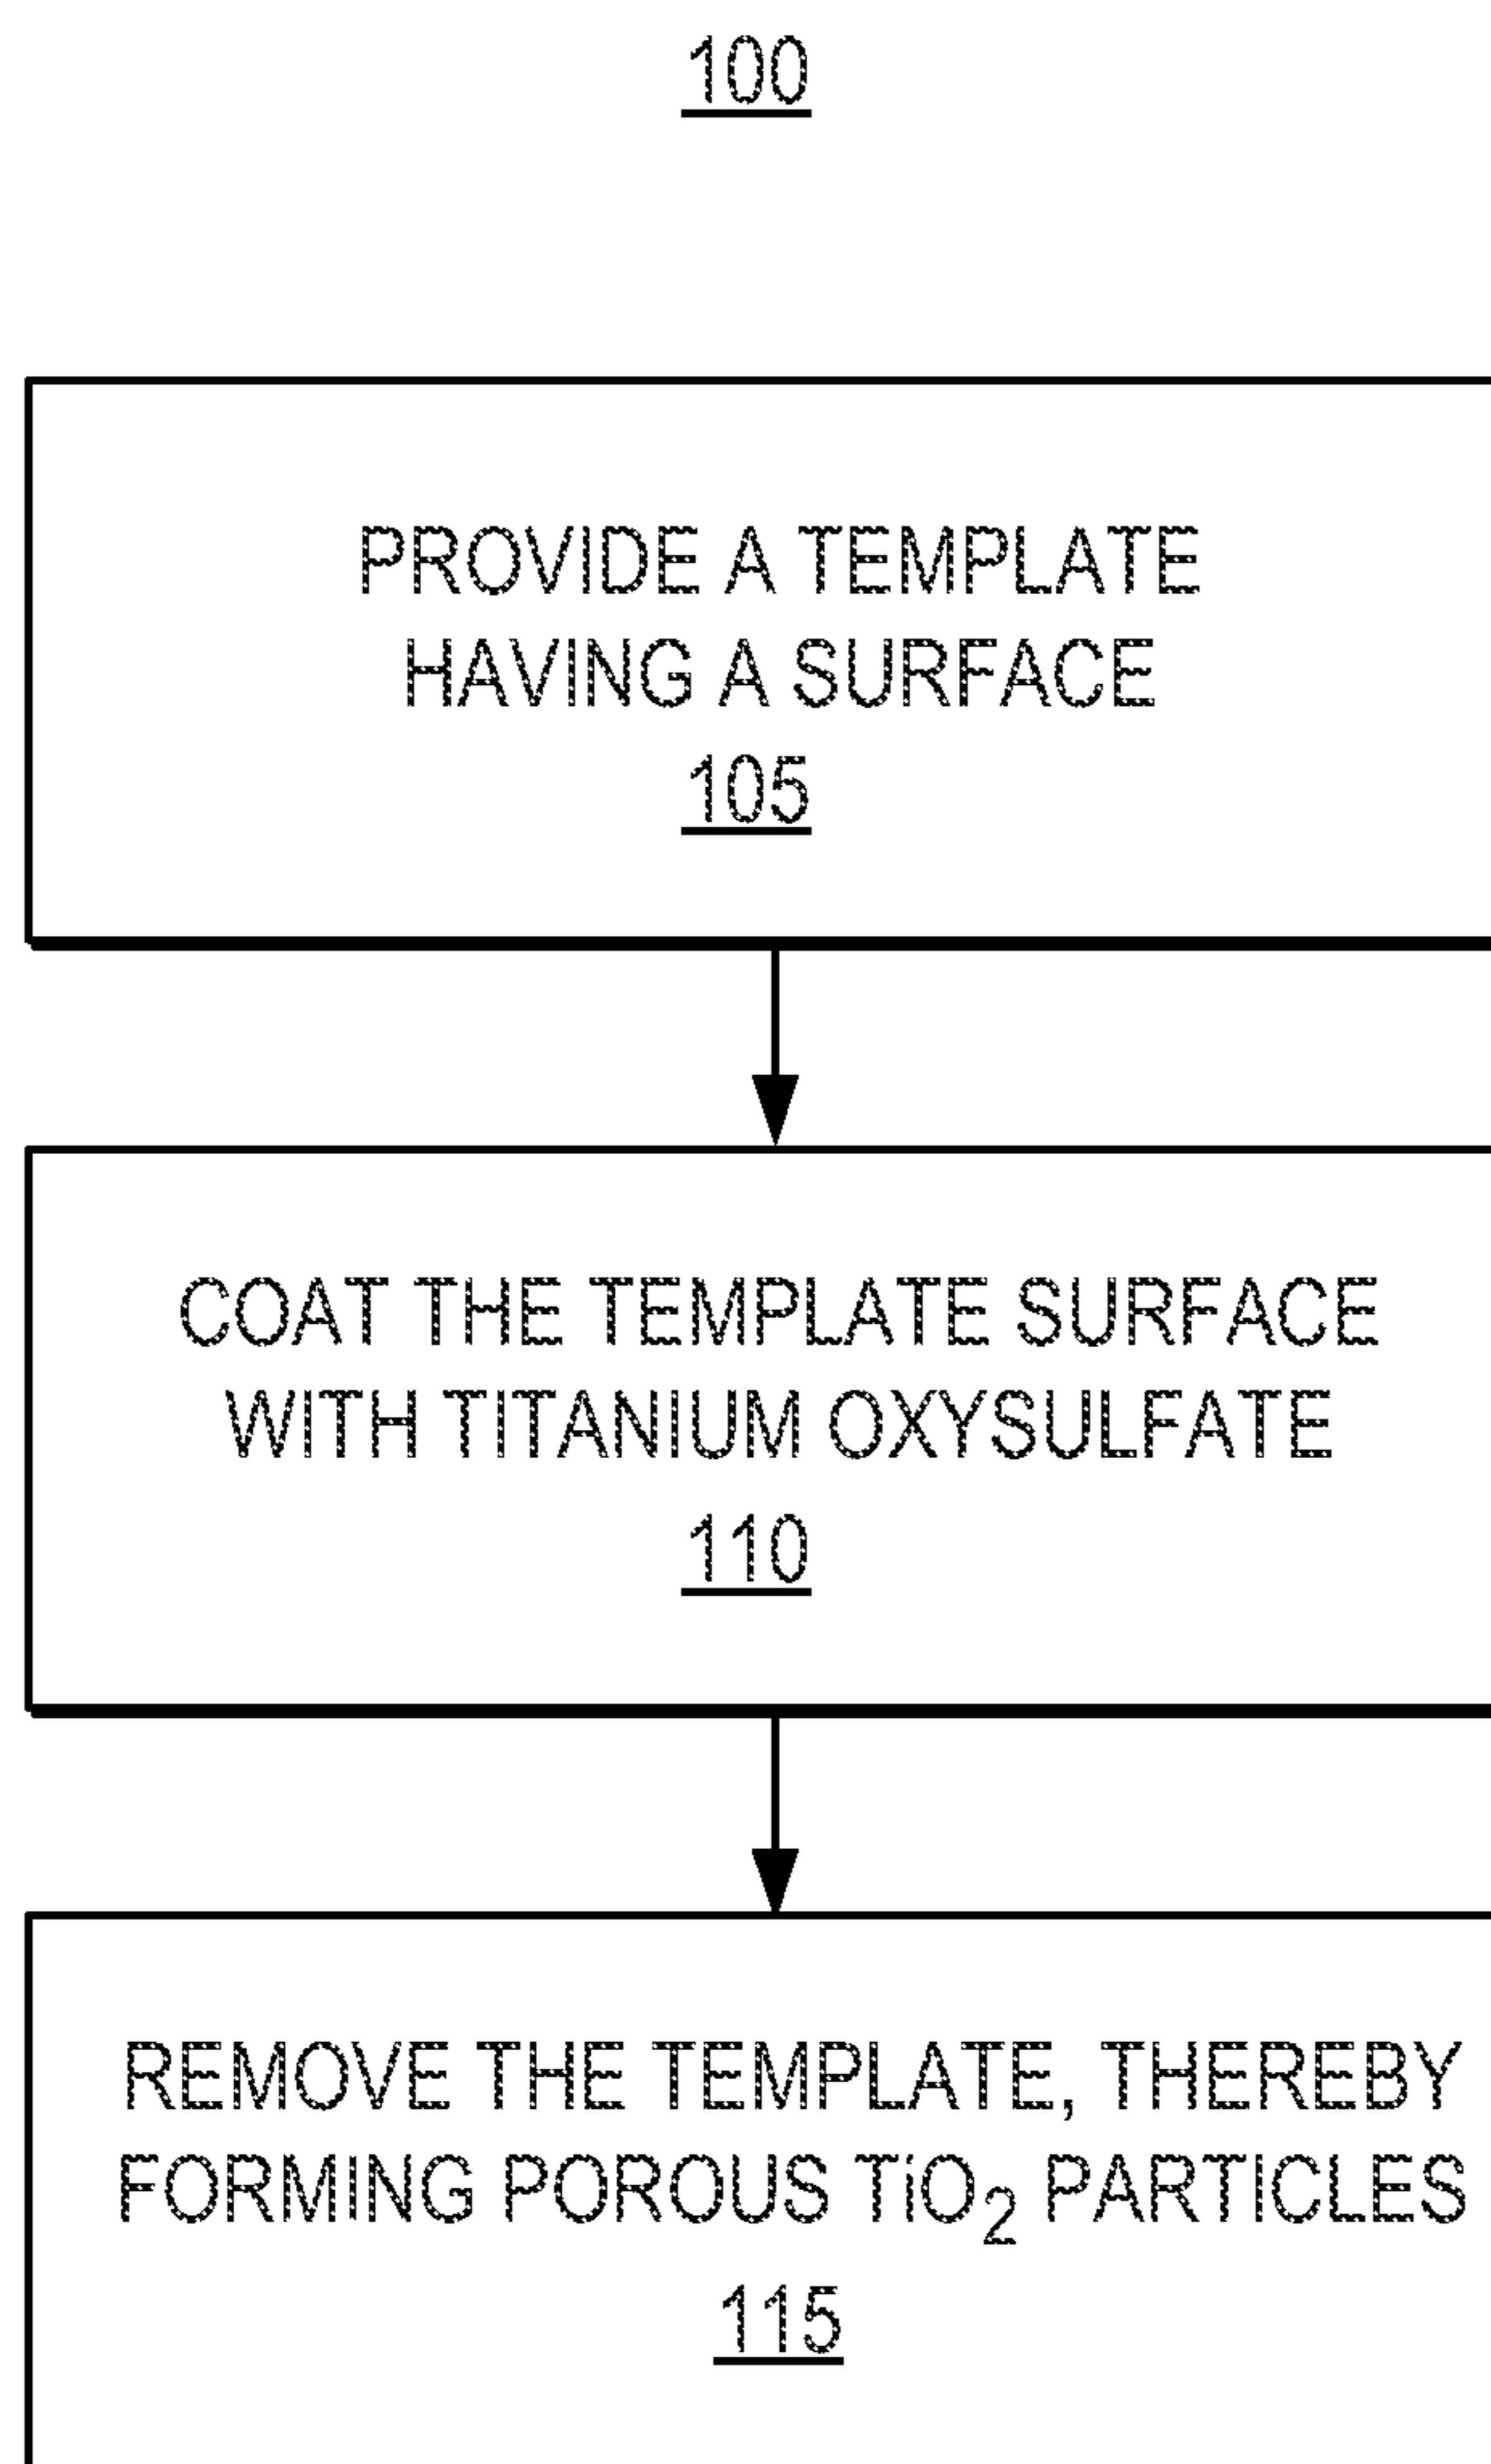 100
PROVIDE A TEMPLATE
HAVING A SURFACE
105
COAT THE TEMPLATE SURFACE
WITH TITANIUM OXYSULFATE
110
REMOVE THE TEMPLATE, THEREBY
FORMING POROUS TiO₂ PARTICLES
115